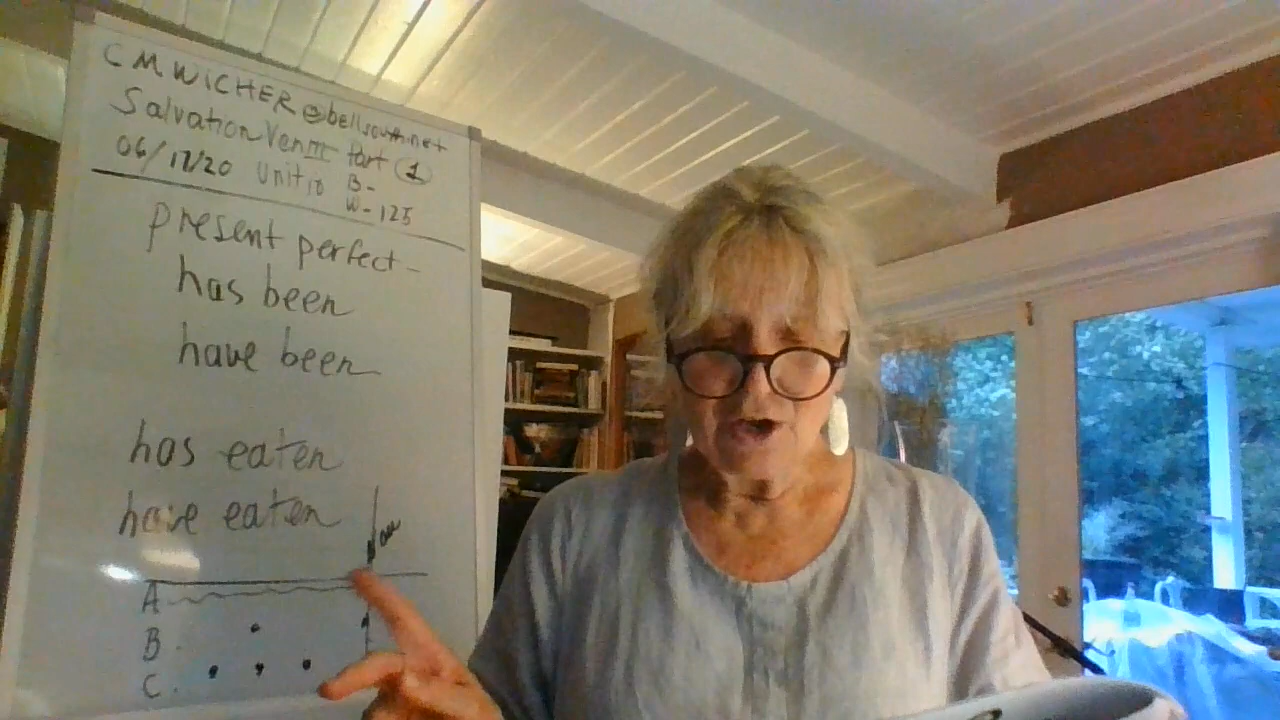 CMWICHER@bellsouth.net
Salvation Ven III Part (1)
06/17/20 Unit 10 B-
W-125
present perfect-
has been
have been
has eaten
have eaten
A
B
C